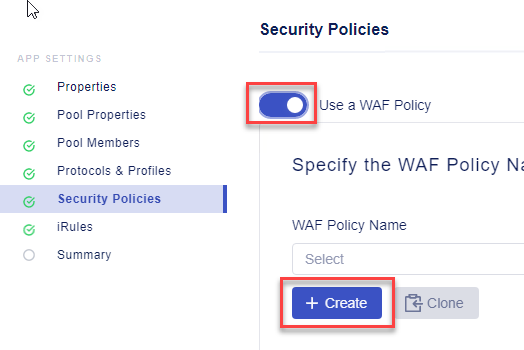 Security Policies
APP SETTINGS
Properties
Pool Properties
Pool Members
Protocols & Profiles
Security Policies
iRules
Summary
Use a WAF Policy
Specify the WAF Policy Na
WAF Policy Name
Select
+ Create
Clone